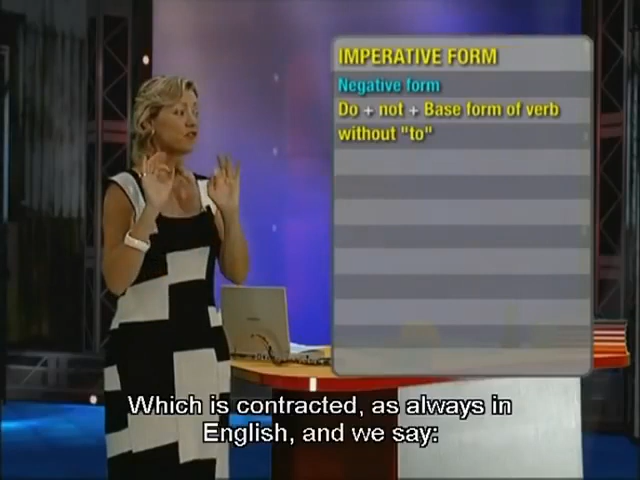 IMPERATIVE FORM
Negative form
Do + not + Base form of verb
without "to"
Which is contracted, as always in
English, and we say: